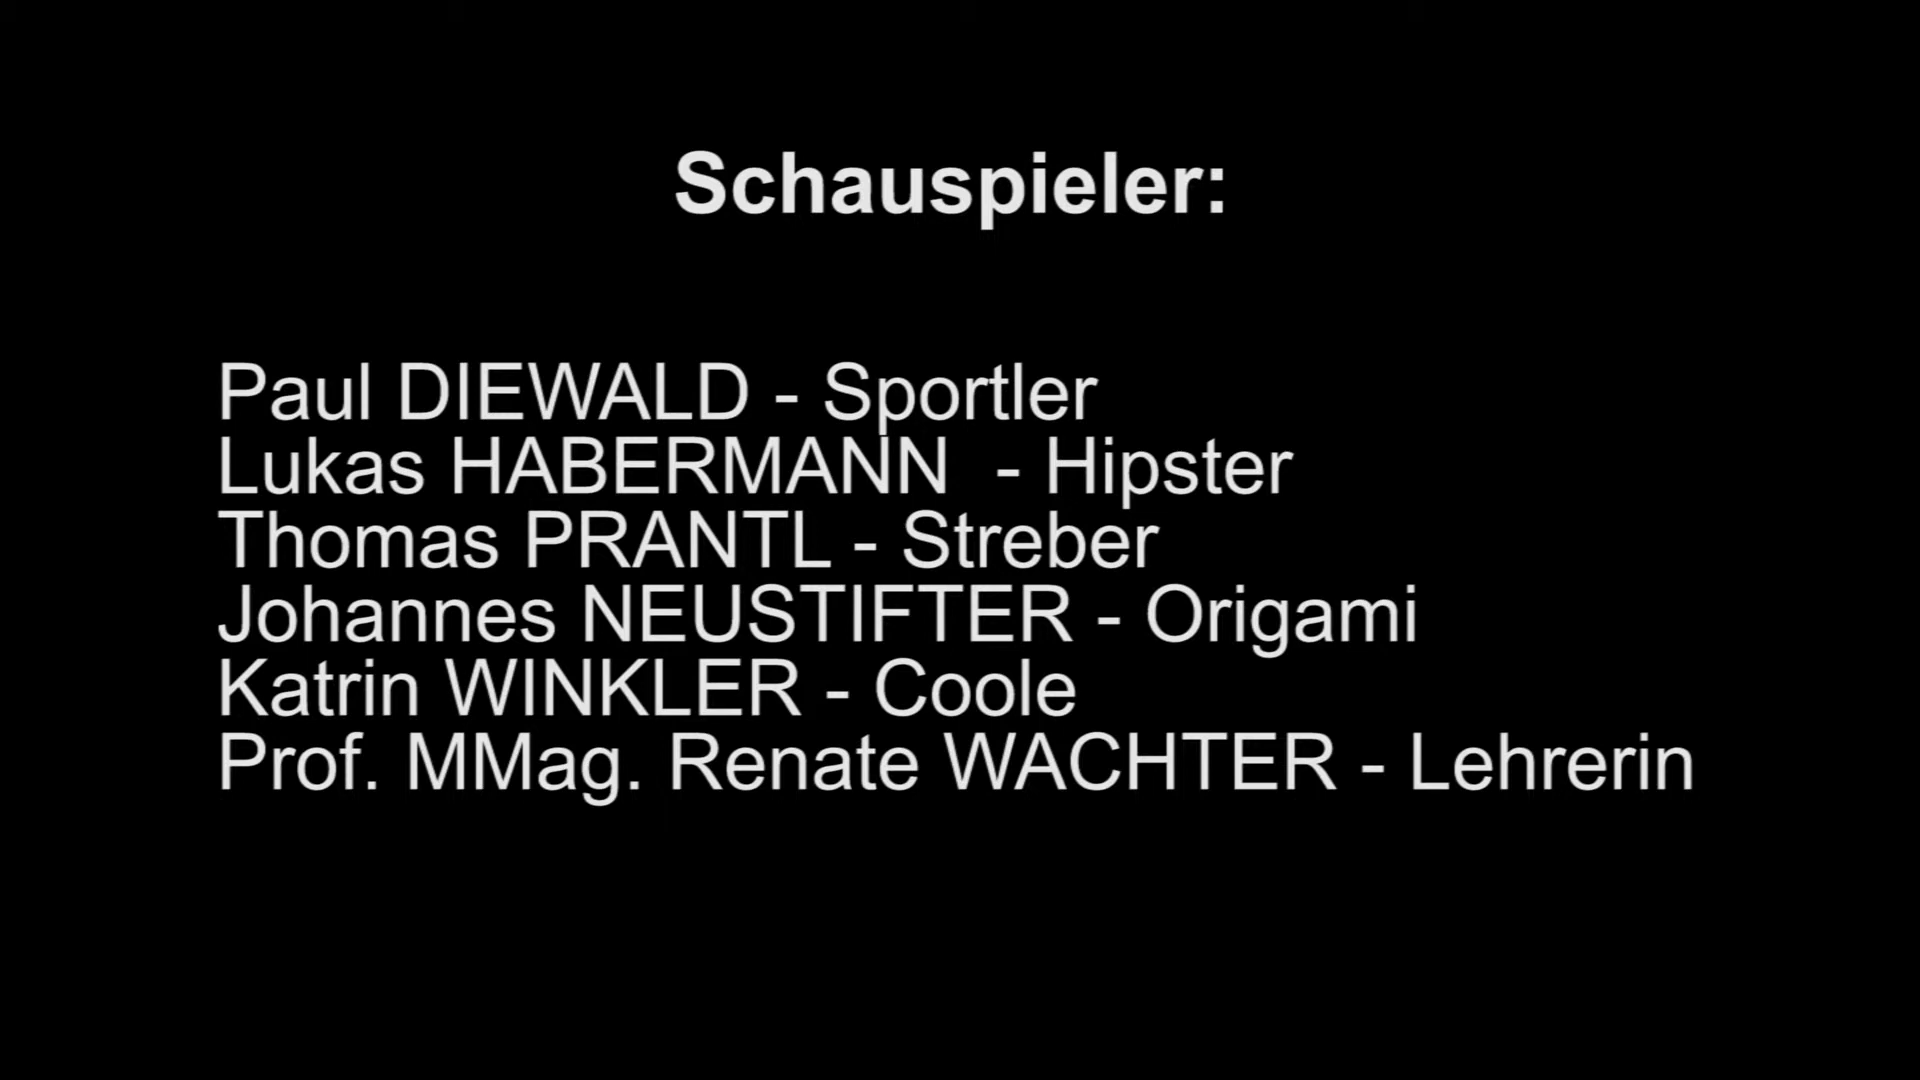 Schauspieler:
Paul DIEWALD - Sportler
Lukas HABERMANN  - Hipster
Thomas PRANTL - Streber
Johannes NEUSTIFTER - Origami
Katrin WINKLER - Coole
Prof. MMag. Renate WACHTER - Lehrerin